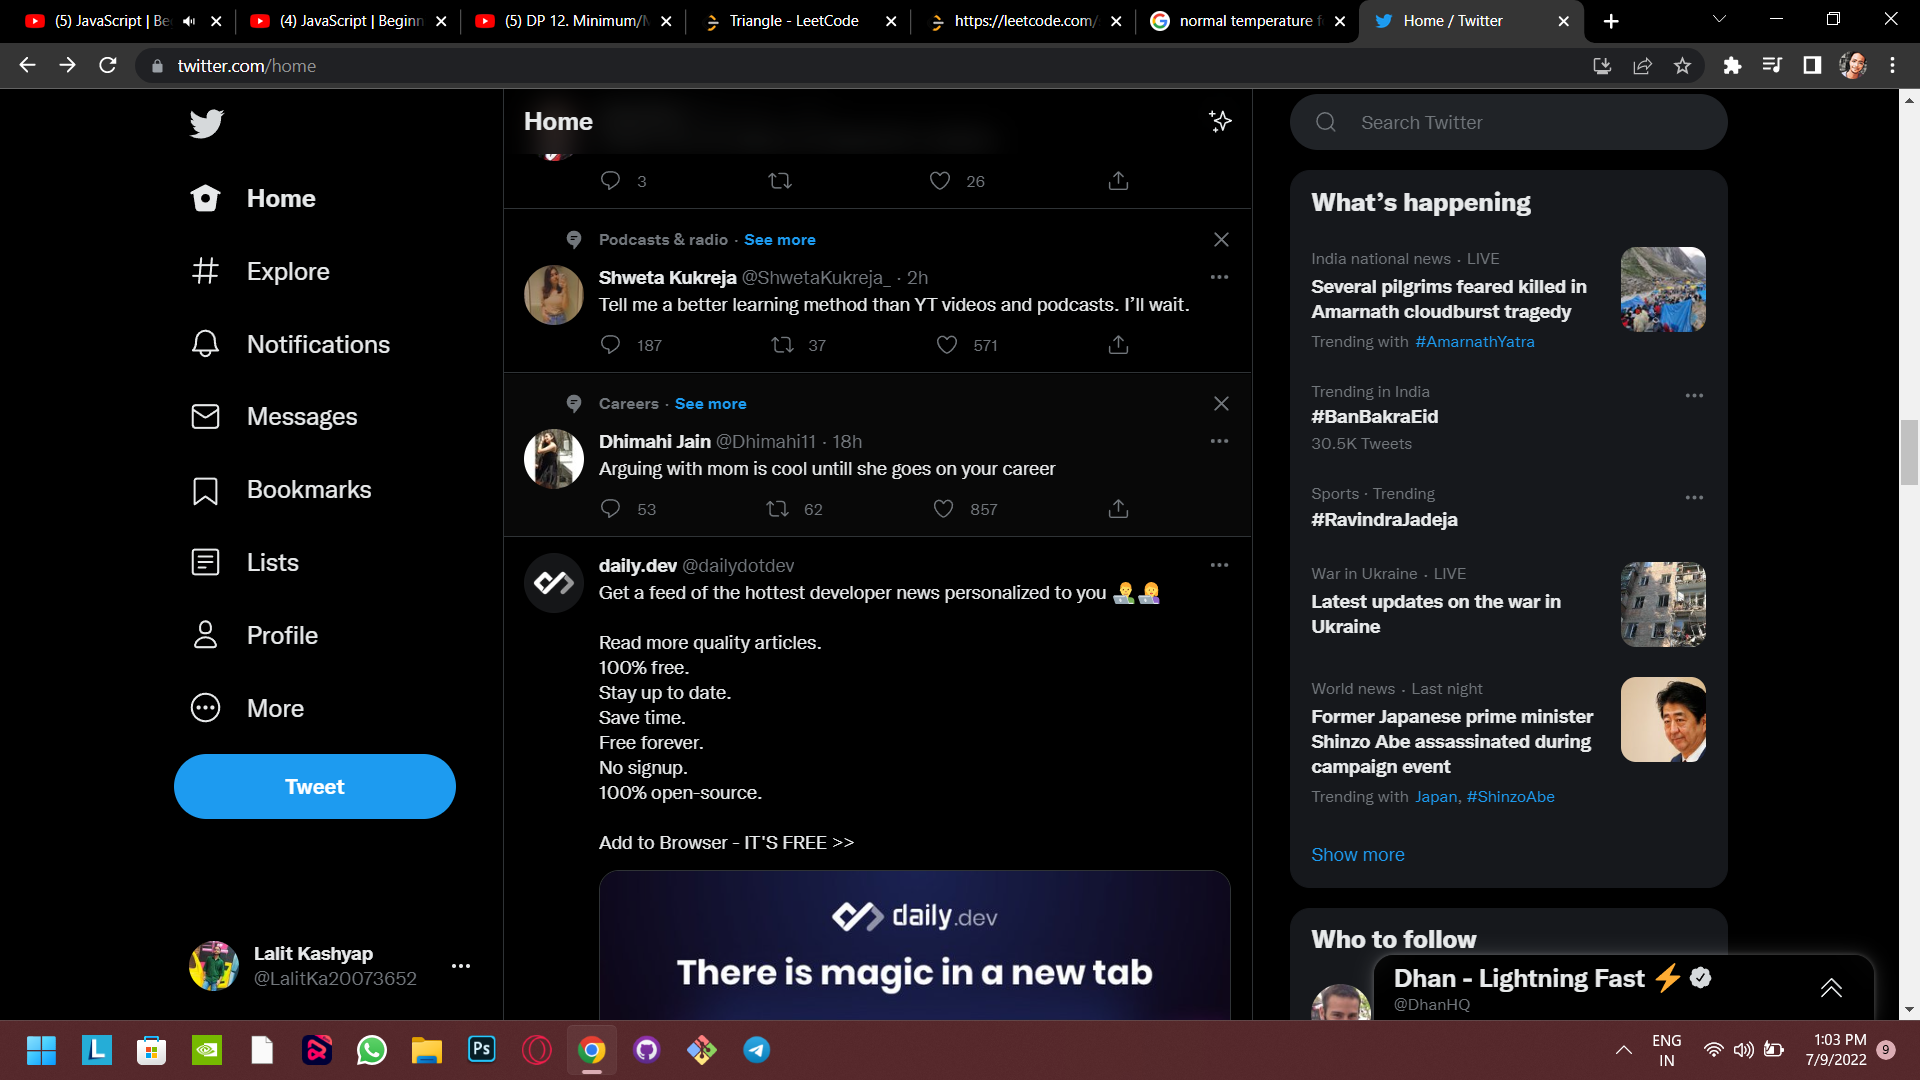 (5) JavaScript | Be
(4) JavaScript | Beginn
(5) DP 12. Minimum/M
Triangle - LeetCode
https://leetcode.com/
normal temperature f
Home / Twitter
twitter.com/home
Home
Explore
Notifications
Messages
Bookmarks
Lists
Profile
More
Tweet
Lalit Kashyap
@LalitKa20073652
Home
3
26
Podcasts & radio · See more
Shweta Kukreja @ShwetaKukreja_ · 2h
Tell me a better learning method than YT videos and podcasts. I’ll wait.
187
37
571
Careers · See more
Dhimahi Jain @Dhimahi11 · 18h
Arguing with mom is cool untill she goes on your career
53
62
857
daily.dev @dailydotdev
Get a feed of the hottest developer news personalized to you
Read more quality articles.
100% free.
Stay up to date.
Save time.
Free forever.
No signup.
100% open-source.
Add to Browser - IT'S FREE >>
daily.dev
There is magic in a new tab
Search Twitter
What’s happening
India national news · LIVE
Several pilgrims feared killed in
Amarnath cloudburst tragedy
Trending with #AmarnathYatra
Trending in India
#BanBakraEid
30.5K Tweets
Sports · Trending
#RavindraJadeja
War in Ukraine · LIVE
Latest updates on the war in
Ukraine
World news · Last night
Former Japanese prime minister
Shinzo Abe assassinated during
campaign event
Trending with Japan, #ShinzoAbe
Show more
Who to follow
Dhan - Lightning Fast
@DhanHQ
L
Ps
ENG
IN
1:03 PM
7/9/2022
9